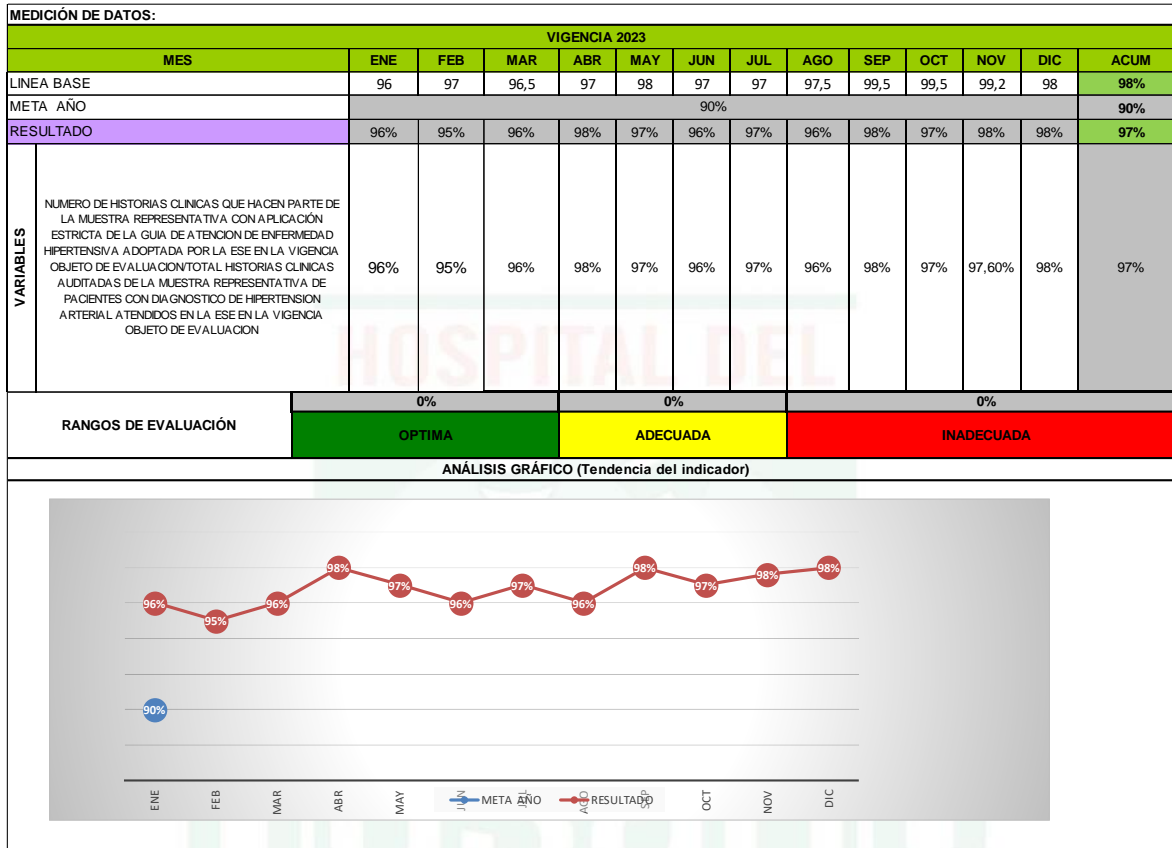 MEDICIÓN DE DATOS:
VIGENCIA 2023
MES ENE FEB MAR ABR MAY JUN JUL AGO SEP OCT NOV DIC ACUM
LINEA BASE 96 97 96,5 97 98 97 97 97,5 99,5 99,5 99,2 98 98%
META AÑO 90% 90%
RESULTADO 96% 95% 96% 98% 97% 96% 97% 96% 98% 97% 98% 98% 97%
VARIABLES
NUMERO DE HISTORIAS CLINICAS QUE HACEN PARTE DE
LA MUESTRA REPRESENTATIVA CON APLICACIÓN
ESTRICTA DE LA GUIA DE ATENCION DE ENFERMEDAD
HIPERTENSIVA ADOPTADA POR LA ESE EN LA VIGENCIA
OBJETO DE EVALUACION/TOTAL HISTORIAS CLINICAS
AUDITADAS DE LA MUESTRA REPRESENTATIVA DE
PACIENTES CON DIAGNOSTICO DE HIPERTENSION
ARTERIAL ATENDIDOS EN LA ESE EN LA VIGENCIA
OBJETO DE EVALUACION
96% 95% 96% 98% 97% 96% 97% 96% 98% 97% 97,60% 98% 97%
HOSPITAL DEL
RANGOS DE EVALUACIÓN
0% 0% 0%
OPTIMA ADECUADA INADECUADA
ANÁLISIS GRÁFICO (Tendencia del indicador)
96% 95% 96% 98% 97% 96% 97% 96% 98% 97% 98% 98%
90%
ENE FEB MAR ABR MAY JUN JUL AGO SEP OCT NOV DIC
META AÑO RESULTADO